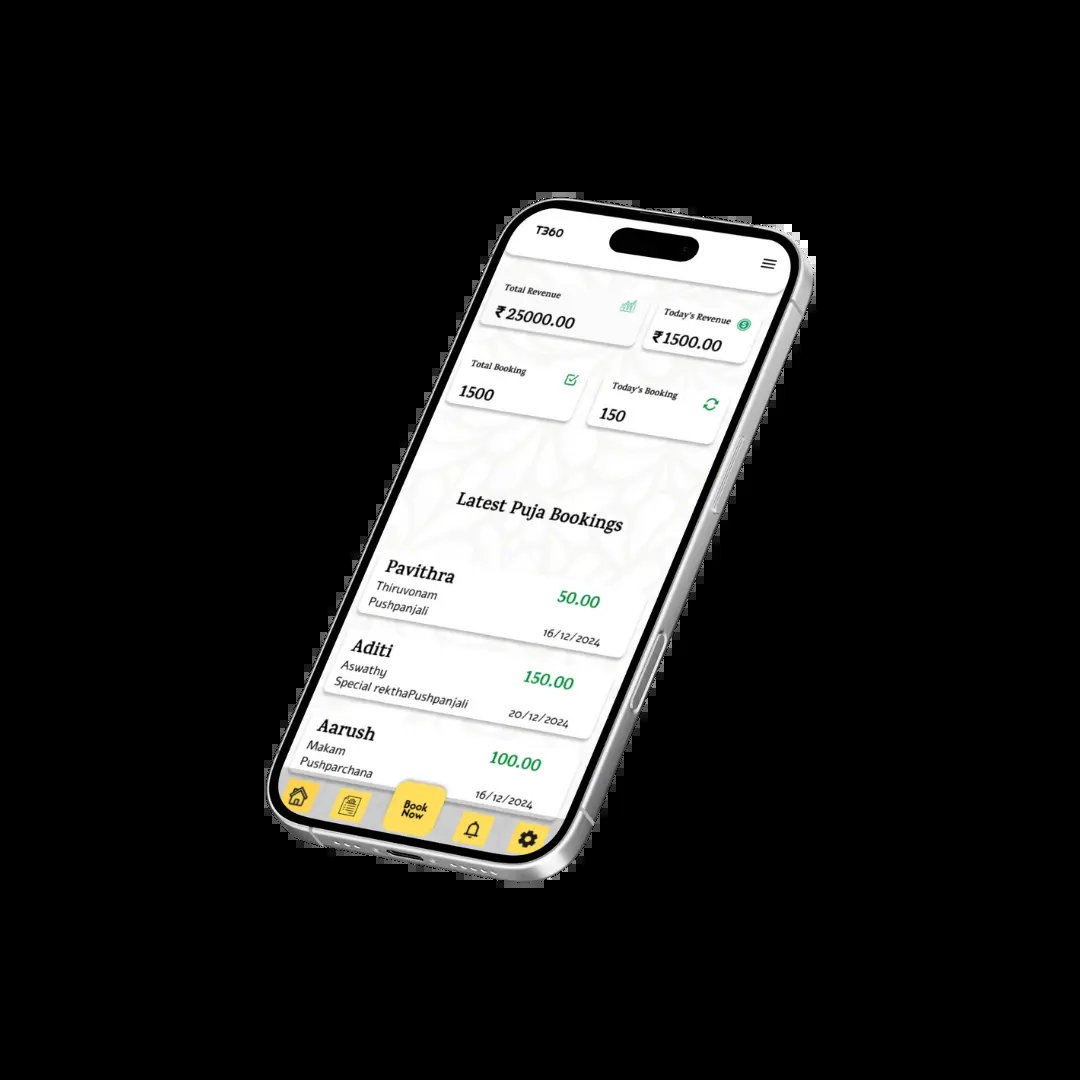 T360
Total Revenue
₹25000.00
Today's Revenue
₹1500.00
Total Booking
1500
Today's Booking
150
Latest Puja Bookings
Pavithra
Thiruvonam
Pushpanjali
50.00
16/12/2024
Aditi
Aswathy
Special rekthaPushpanjali
150.00
20/12/2024
Aarush
Makam
Pushparchana
100.00
16/12/2024
Book
Now